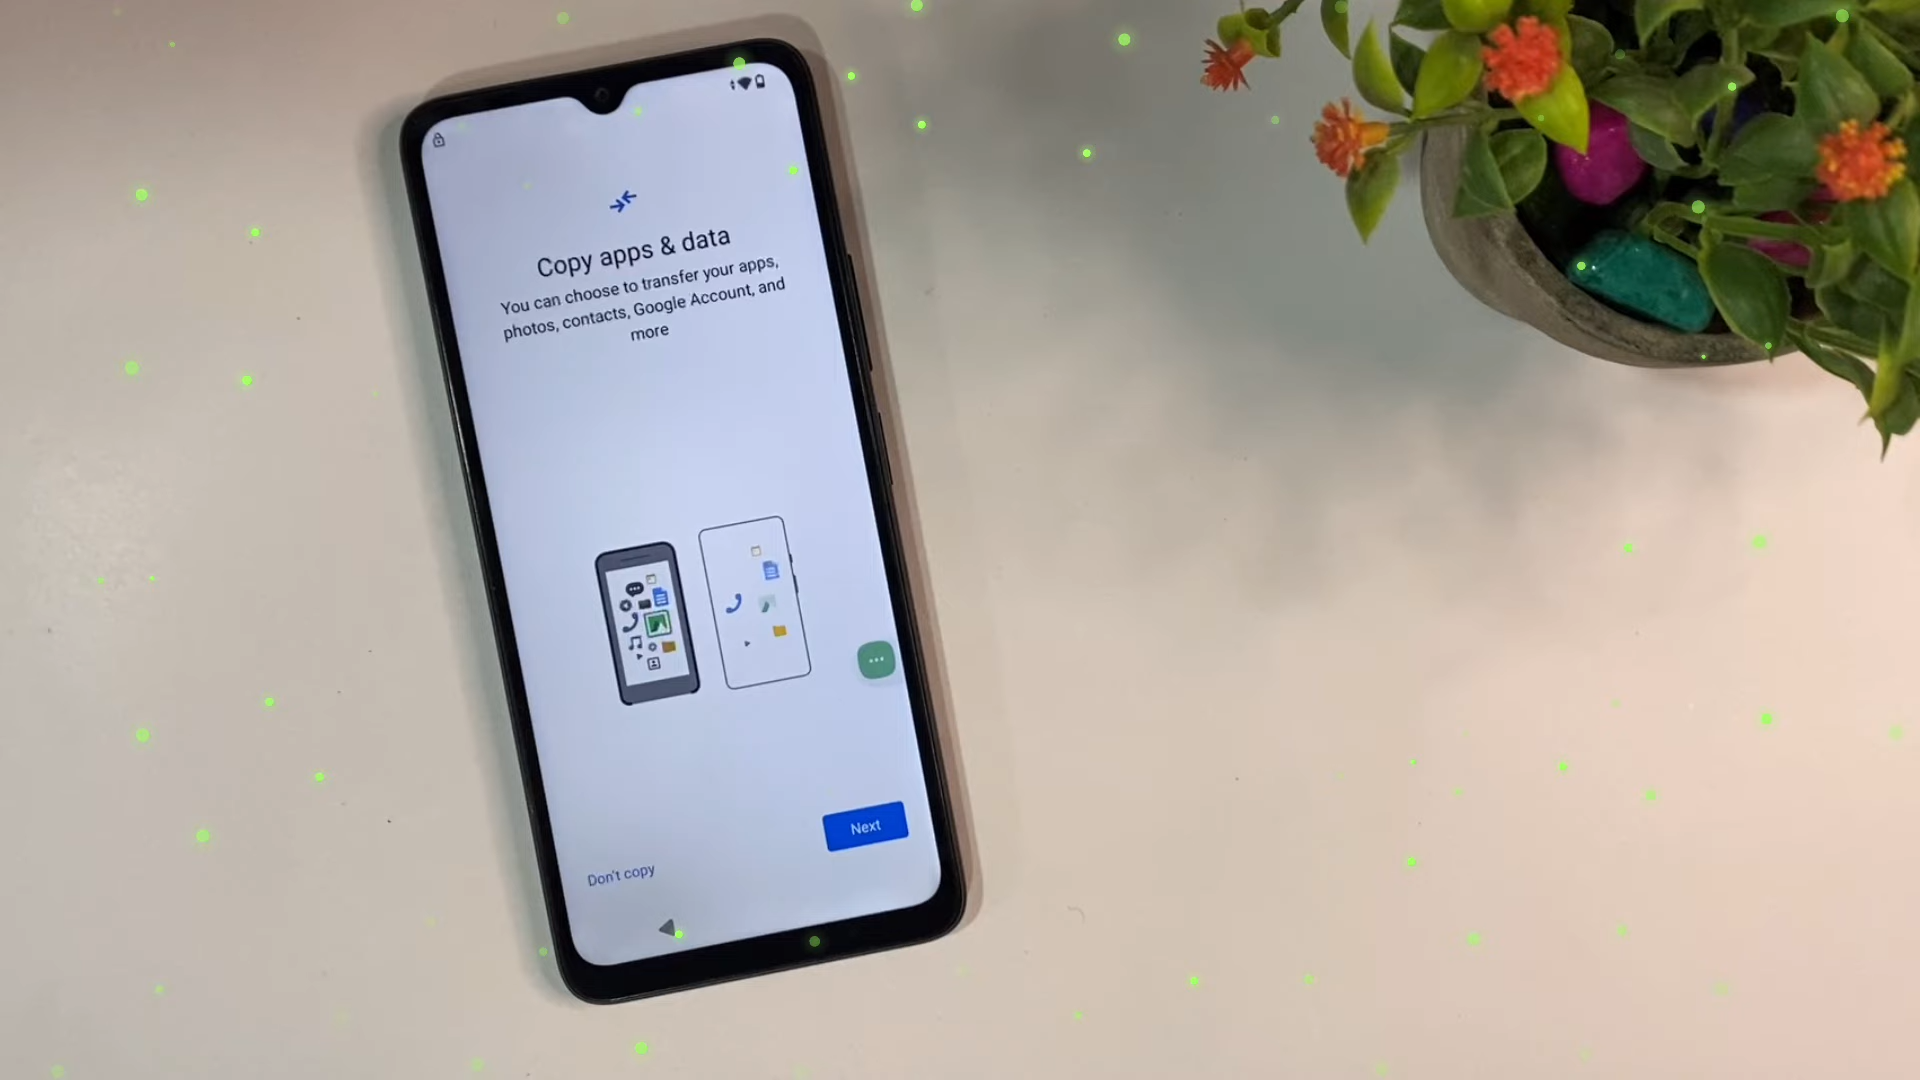 Copy apps & data
You can choose to transfer your apps,
photos, contacts, Google Account, and
more
Next
Don't copy